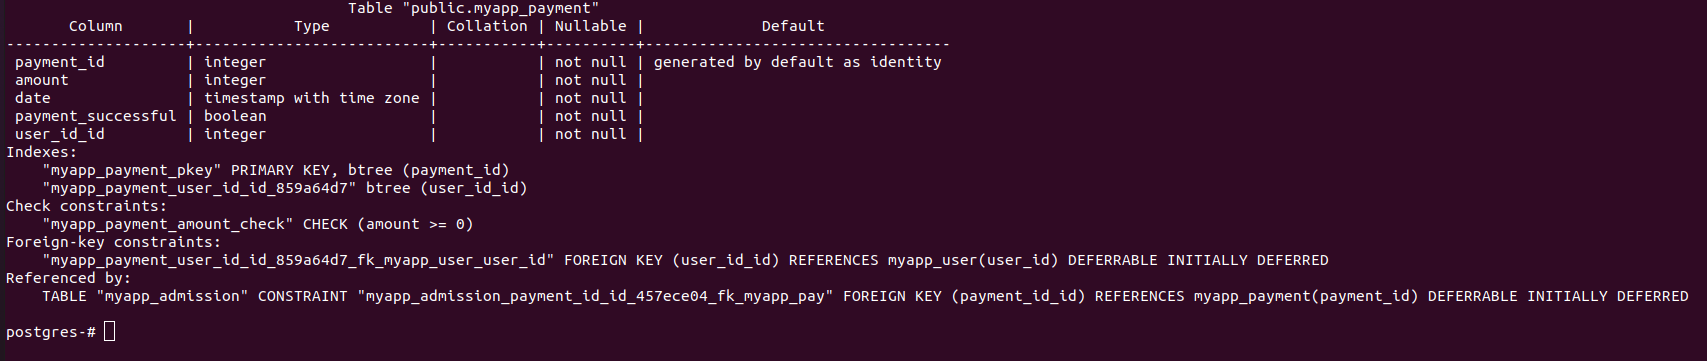 Table "public.myapp_payment"
Column | Type | Collation | Nullable | Default
---------------------+--------------------------+-----------+----------+----------------------------------
payment_id | integer | | not null | generated by default as identity
amount | integer | | not null |
date | timestamp with time zone | | not null |
payment_successful | boolean | | not null |
user_id_id | integer | | not null |
Indexes:
"myapp_payment_pkey" PRIMARY KEY, btree (payment_id)
"myapp_payment_user_id_id_859a64d7" btree (user_id_id)
Check constraints:
"myapp_payment_amount_check" CHECK (amount >= 0)
Foreign-key constraints:
"myapp_payment_user_id_id_859a64d7_fk_myapp_user_user_id" FOREIGN KEY (user_id_id) REFERENCES myapp_user(user_id) DEFERRABLE INITIALLY DEFERRED
Referenced by:
TABLE "myapp_admission" CONSTRAINT "myapp_admission_payment_id_id_457ece04_fk_myapp_pay" FOREIGN KEY (payment_id_id) REFERENCES myapp_payment(payment_id) DEFERRABLE INITIALLY DEFERRED
postgres-#